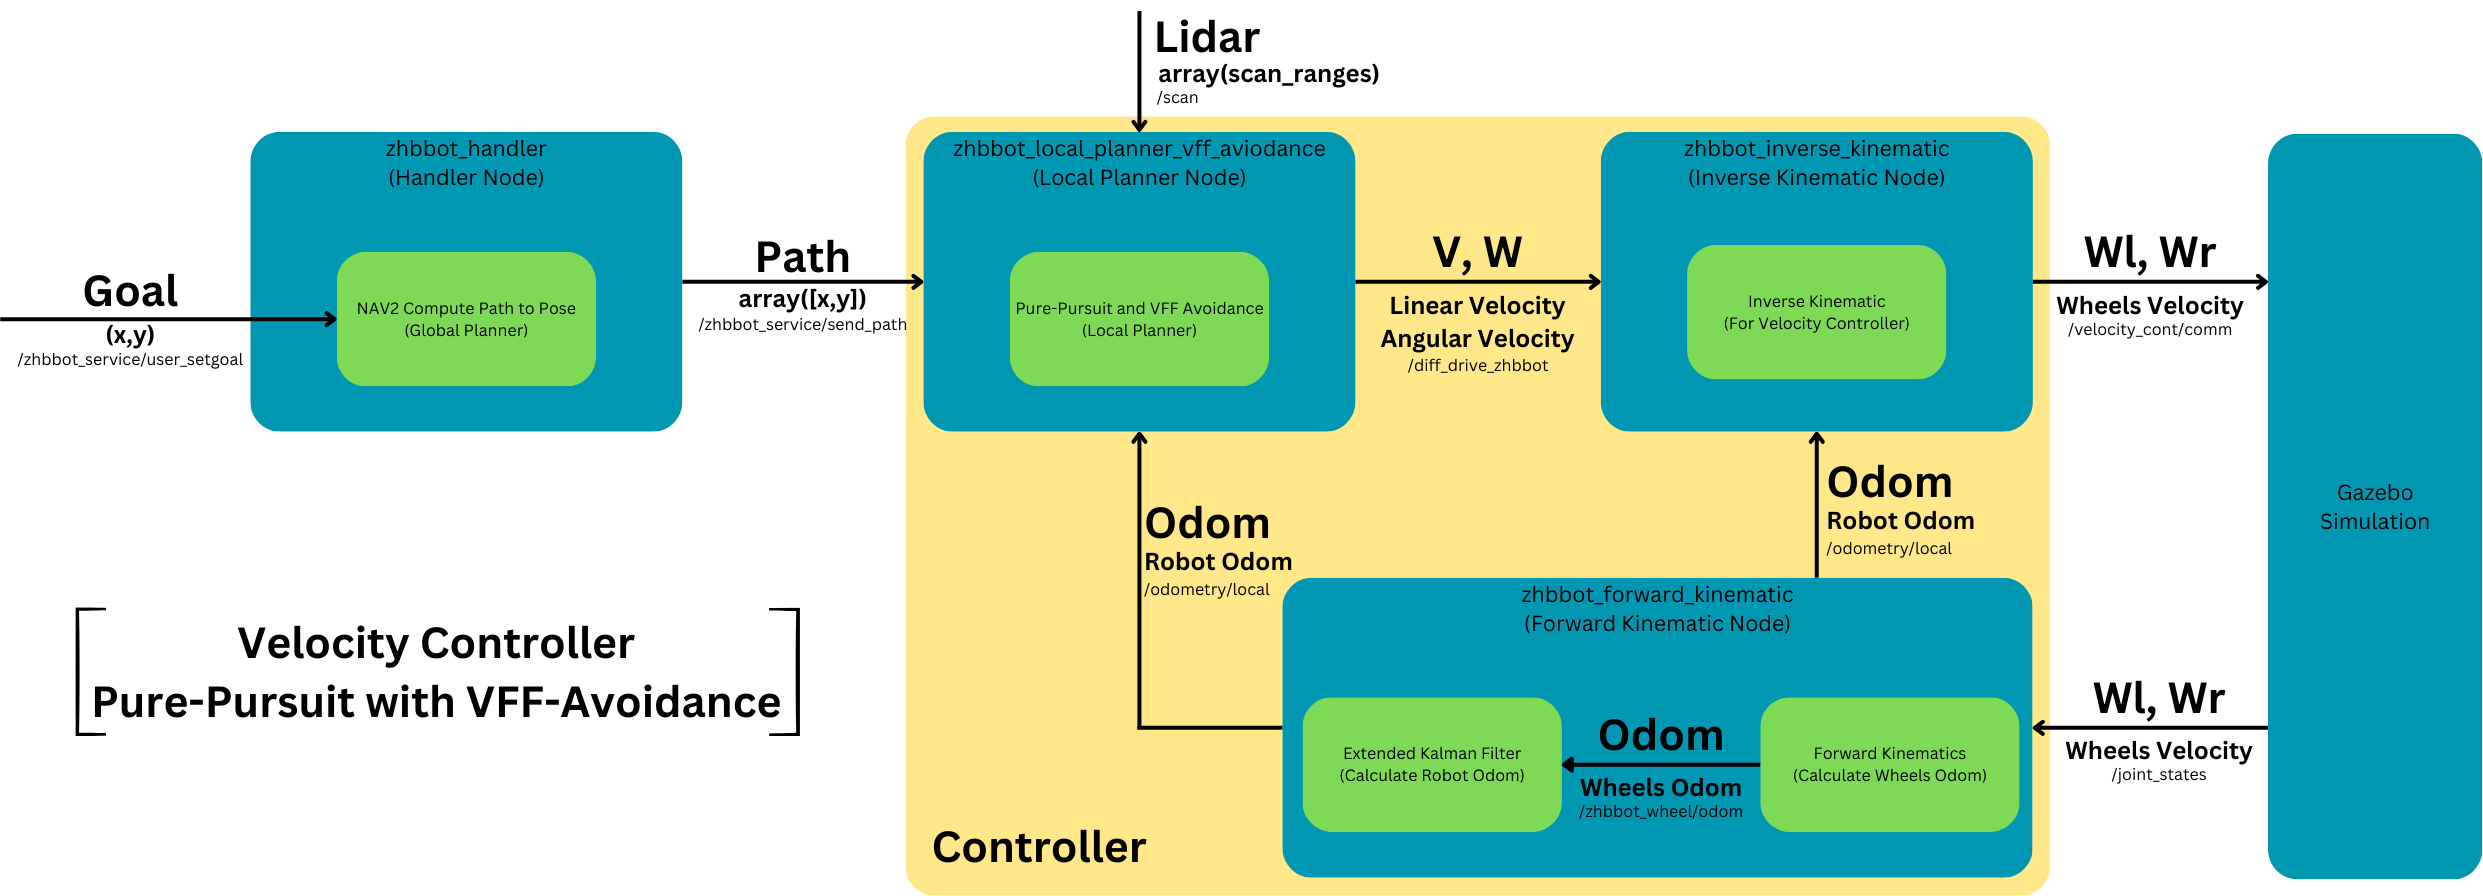 Lidar
array(scan_ranges)
/scan
zhbbot_handler
(Handler Node)
NAV2 Compute Path to Pose
(Global Planner)
Goal
(x,y)
/zhbbot_service/user_setgoal
Path
array([x,y])
/zhbbot_service/send_path
zhbbot_local_planner_vff_aviodance
(Local Planner Node)
Pure-Pursuit and VFF Avoidance
(Local Planner)
V, W
Linear Velocity
Angular Velocity
/diff_drive_zhbbot
zhbbot_inverse_kinematic
(Inverse Kinematic Node)
Inverse Kinematic
(For Velocity Controller)
Wl, Wr
Wheels Velocity
/velocity_cont/comm
Gazebo
Simulation
Odom
Robot Odom
/odometry/local
Odom
Robot Odom
/odometry/local
zhbbot_forward_kinematic
(Forward Kinematic Node)
Extended Kalman Filter
(Calculate Robot Odom)
Odom
Wheels Odom
/zhbbot_wheel/odom
Forward Kinematics
(Calculate Wheels Odom)
Wl, Wr
Wheels Velocity
/joint_states
Velocity Controller
Pure-Pursuit with VFF-Avoidance
Controller